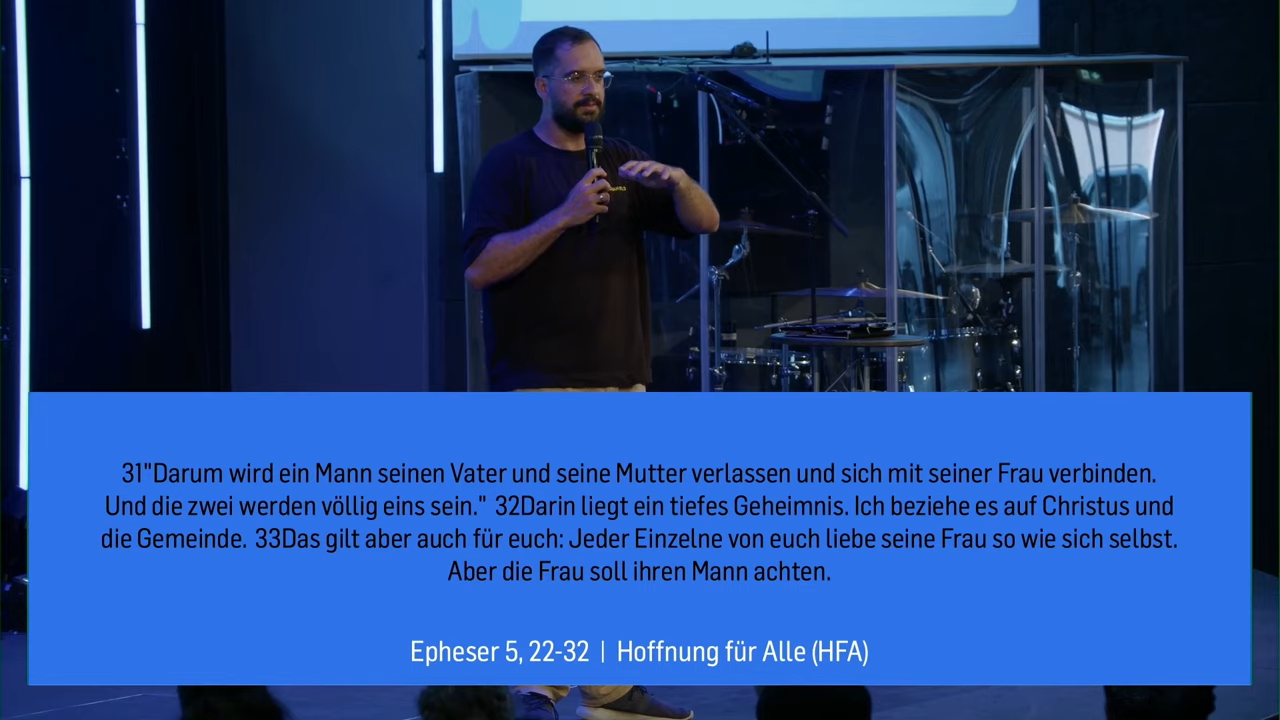 31"Darum wird ein Mann seinen Vater und seine Mutter verlassen und sich mit seiner Frau verbinden.
Und die zwei werden völlig eins sein." 32Darin liegt ein tiefes Geheimnis. Ich beziehe es auf Christus und
die Gemeinde. 33Das gilt aber auch für euch: Jeder Einzelne von euch liebe seine Frau so wie sich selbst.
Aber die Frau soll ihren Mann achten.
Epheser 5, 22-32 | Hoffnung für Alle (HFA)